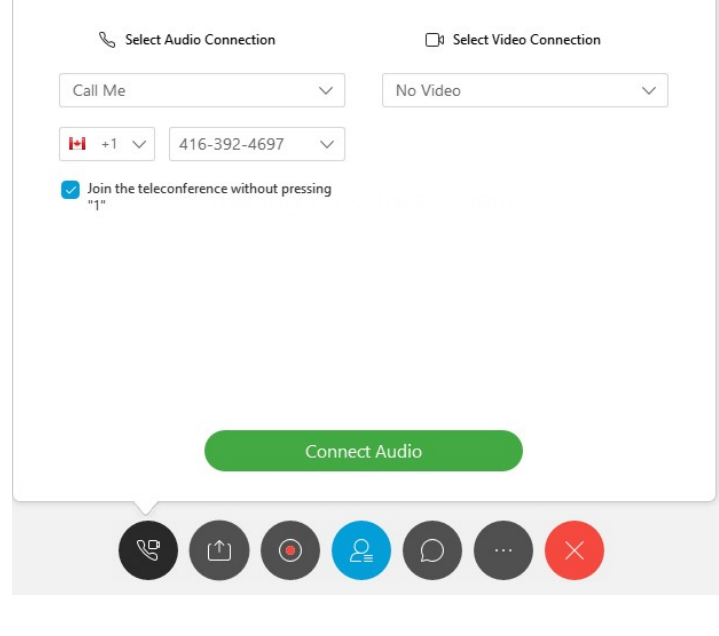 Select Audio Connection
Select Video Connection
Call Me
No Video
+1
416-392-4697
Join the teleconference without pressing
"1"
Connect Audio